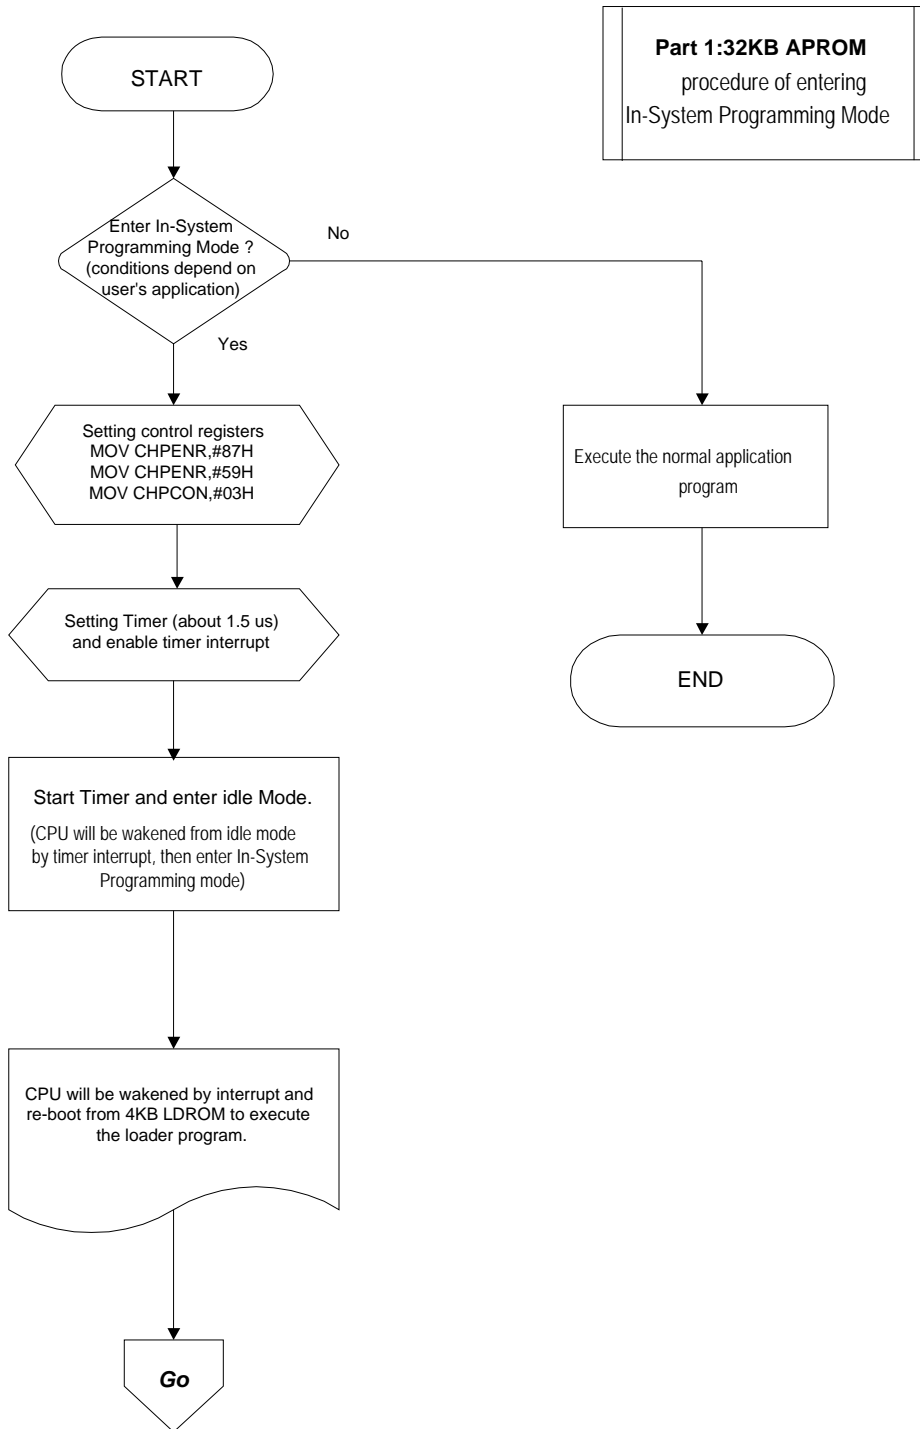 Part 1:32KB APROM
procedure of entering
In-System Programming Mode
START
Enter In-System
Programming Mode ?
(conditions depend on
user's application)
No
Yes
Setting control registers
MOV CHPENR,#87H
MOV CHPENR,#59H
MOV CHPCON,#03H
Execute the normal application
program
Setting Timer (about 1.5 us)
and enable timer interrupt
END
Start Timer and enter idle Mode.
(CPU will be wakened from idle mode
by timer interrupt, then enter In-System
Programming mode)
CPU will be wakened by interrupt and
re-boot from 4KB LDROM to execute
the loader program.
Go